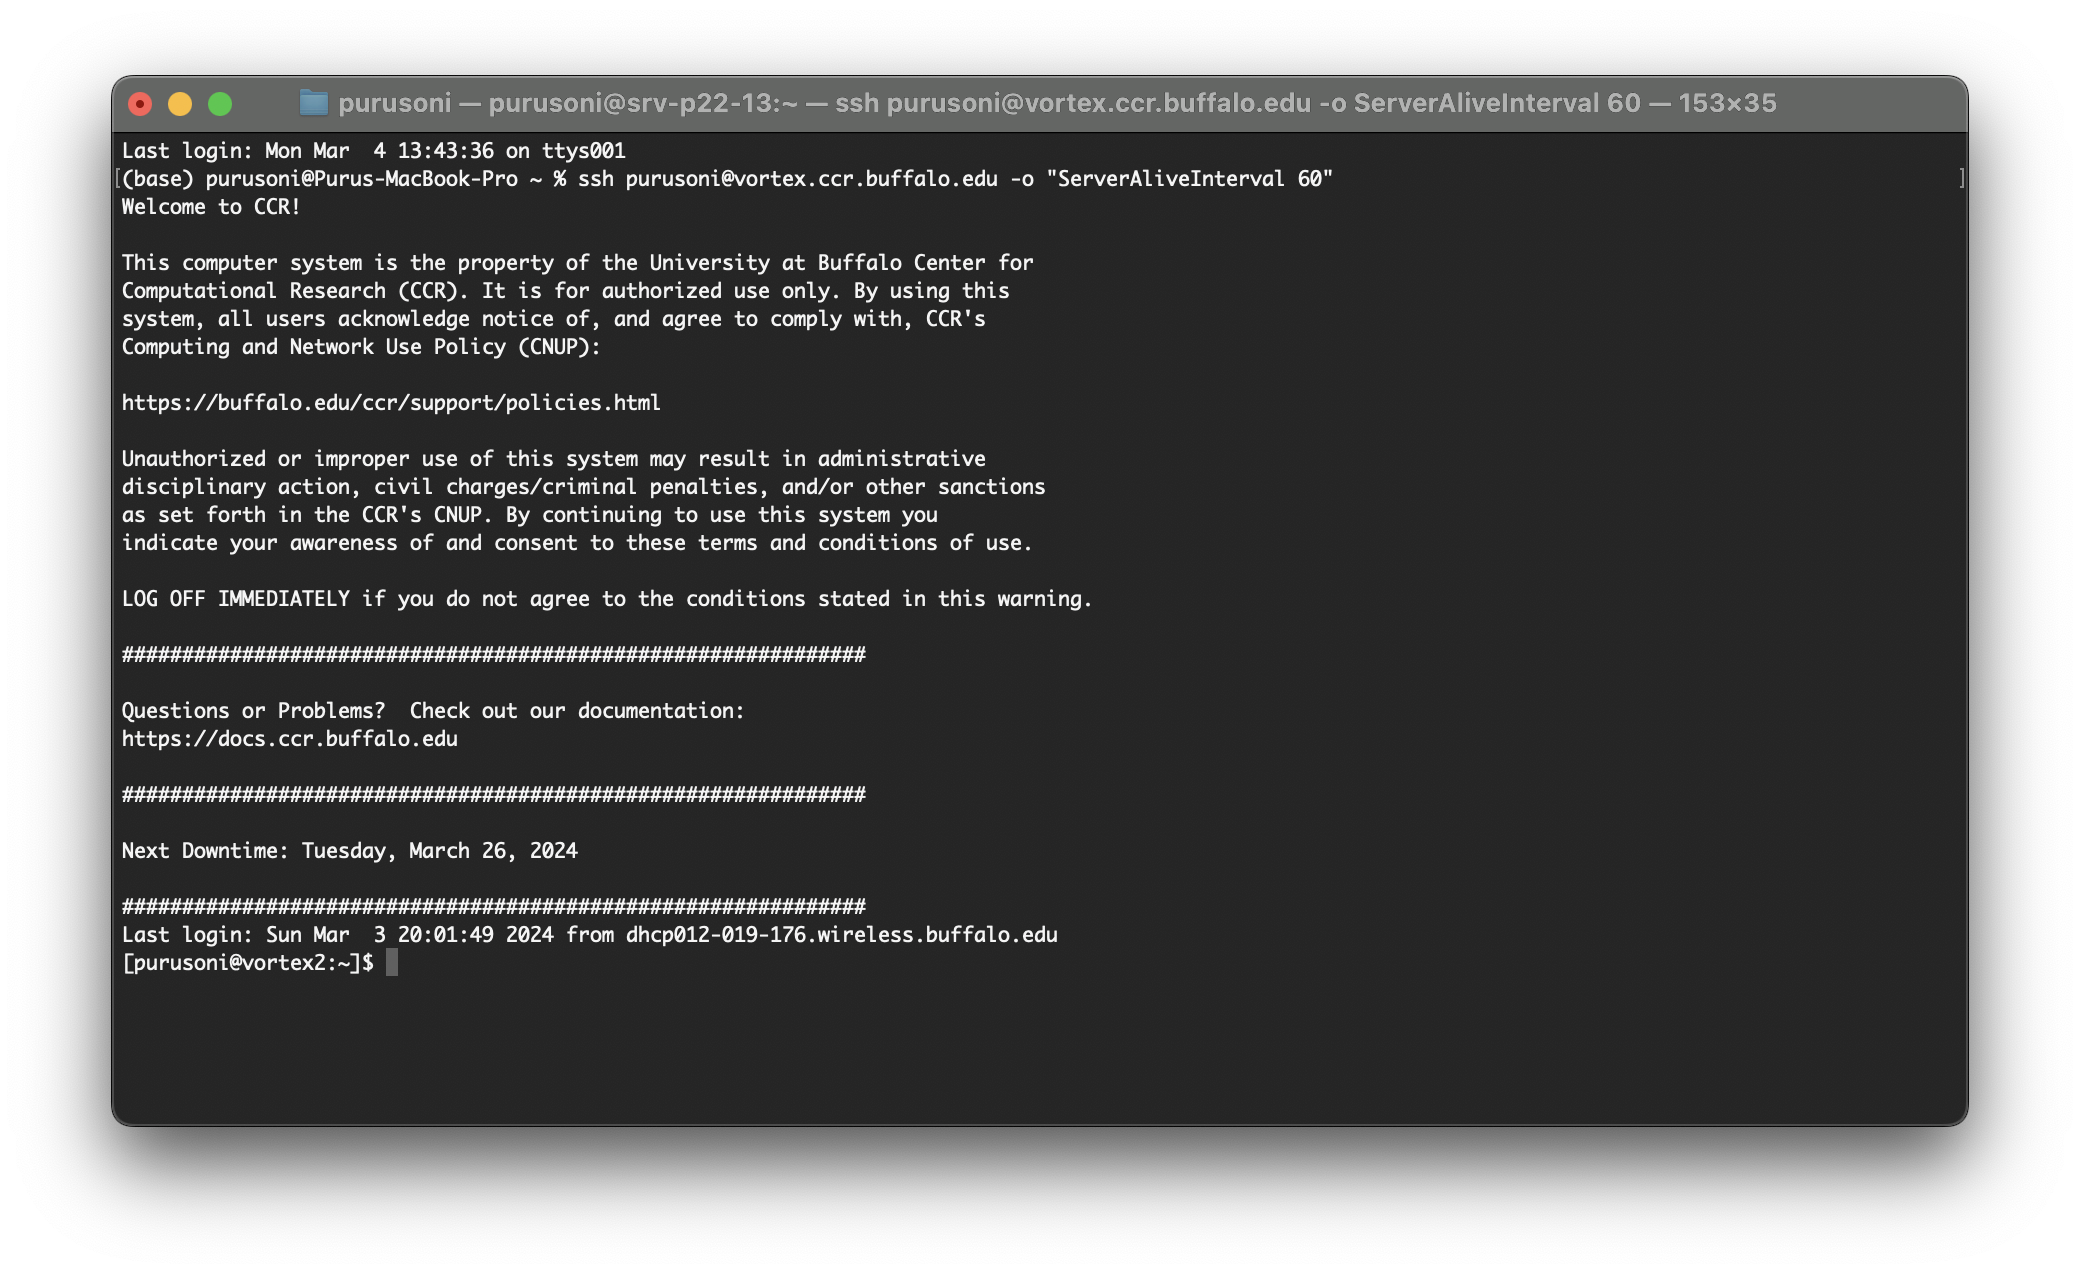 purusoni — purusoni@srv-p22-13:~ — ssh purusoni@vortex.ccr.buffalo.edu -o ServerAliveInterval 60 — 153×35
Last login: Mon Mar  4 13:43:36 on ttys001
[(base) purusoni@Purus-MacBook-Pro ~ % ssh purusoni@vortex.ccr.buffalo.edu -o "ServerAliveInterval 60" ]
Welcome to CCR!
This computer system is the property of the University at Buffalo Center for
Computational Research (CCR). It is for authorized use only. By using this
system, all users acknowledge notice of, and agree to comply with, CCR's
Computing and Network Use Policy (CNUP):
https://buffalo.edu/ccr/support/policies.html
Unauthorized or improper use of this system may result in administrative
disciplinary action, civil charges/criminal penalties, and/or other sanctions
as set forth in the CCR's CNUP. By continuing to use this system you
indicate your awareness of and consent to these terms and conditions of use.
LOG OFF IMMEDIATELY if you do not agree to the conditions stated in this warning.
##############################################################
Questions or Problems?  Check out our documentation:
https://docs.ccr.buffalo.edu
##############################################################
Next Downtime: Tuesday, March 26, 2024
##############################################################
Last login: Sun Mar  3 20:01:49 2024 from dhcp012-019-176.wireless.buffalo.edu
[purusoni@vortex2:~]$